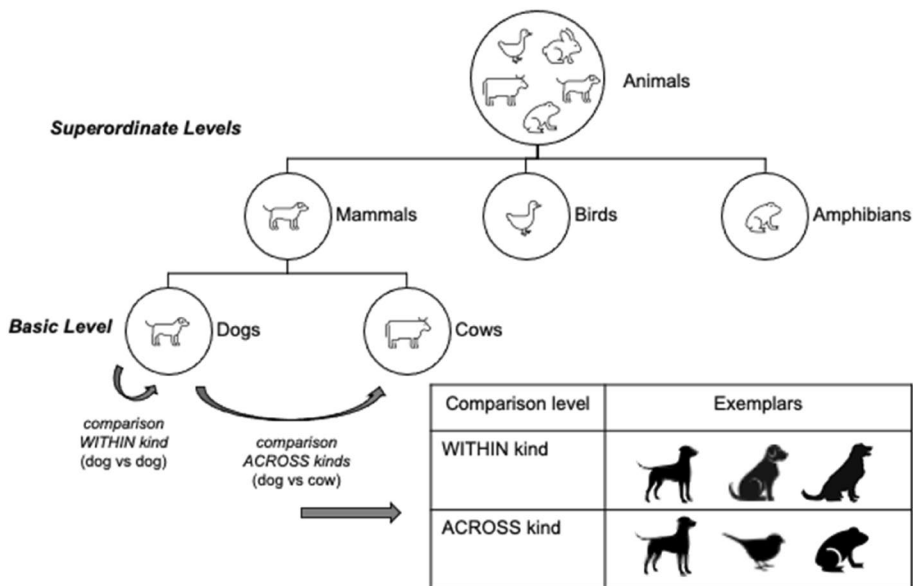 Animals
Superordinate Levels
Mammals
Birds
Amphibians
Basic Level
Dogs
Cows
comparison
WITHIN kind
(dog vs dog)
comparison
ACROSS kinds
(dog vs cow)
Comparison level
Exemplars
WITHIN kind
ACROSS kind